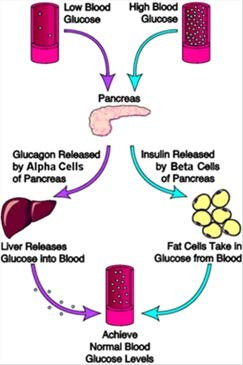 Low Blood
Glucose
High Blood
Glucose
Pancreas
Glucagon Released
by Alpha Cells
of Pancreas
Insulin Released
by Beta Cells
of Pancreas
Liver Releases
Glucose into Blood
Fat Cells Take in
Glucose from Blood
Achieve
Normal Blood
Glucose Levels